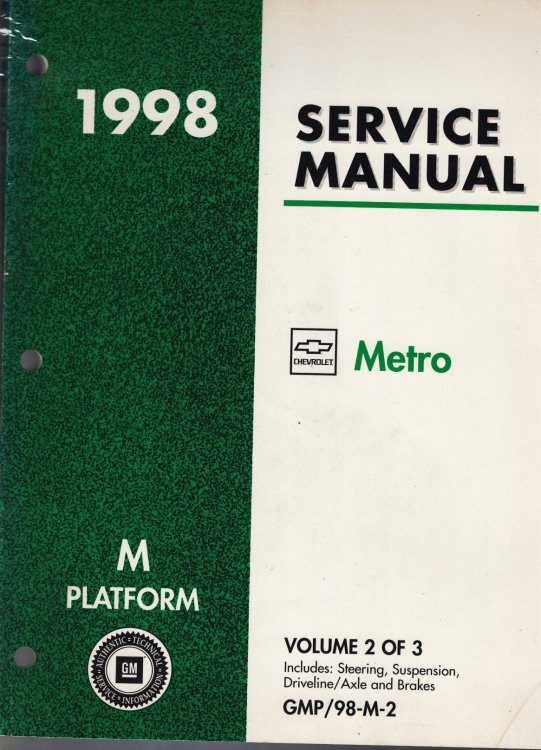 1998
SERVICE
MANUAL
CHEVROLET
Metro
M
PLATFORM
AUTHENTIC • TECHNICAL
SERVICE • INFORMATION
GM
VOLUME 2 OF 3
Includes: Steering, Suspension,
Driveline/Axle and Brakes
GMP/98-M-2